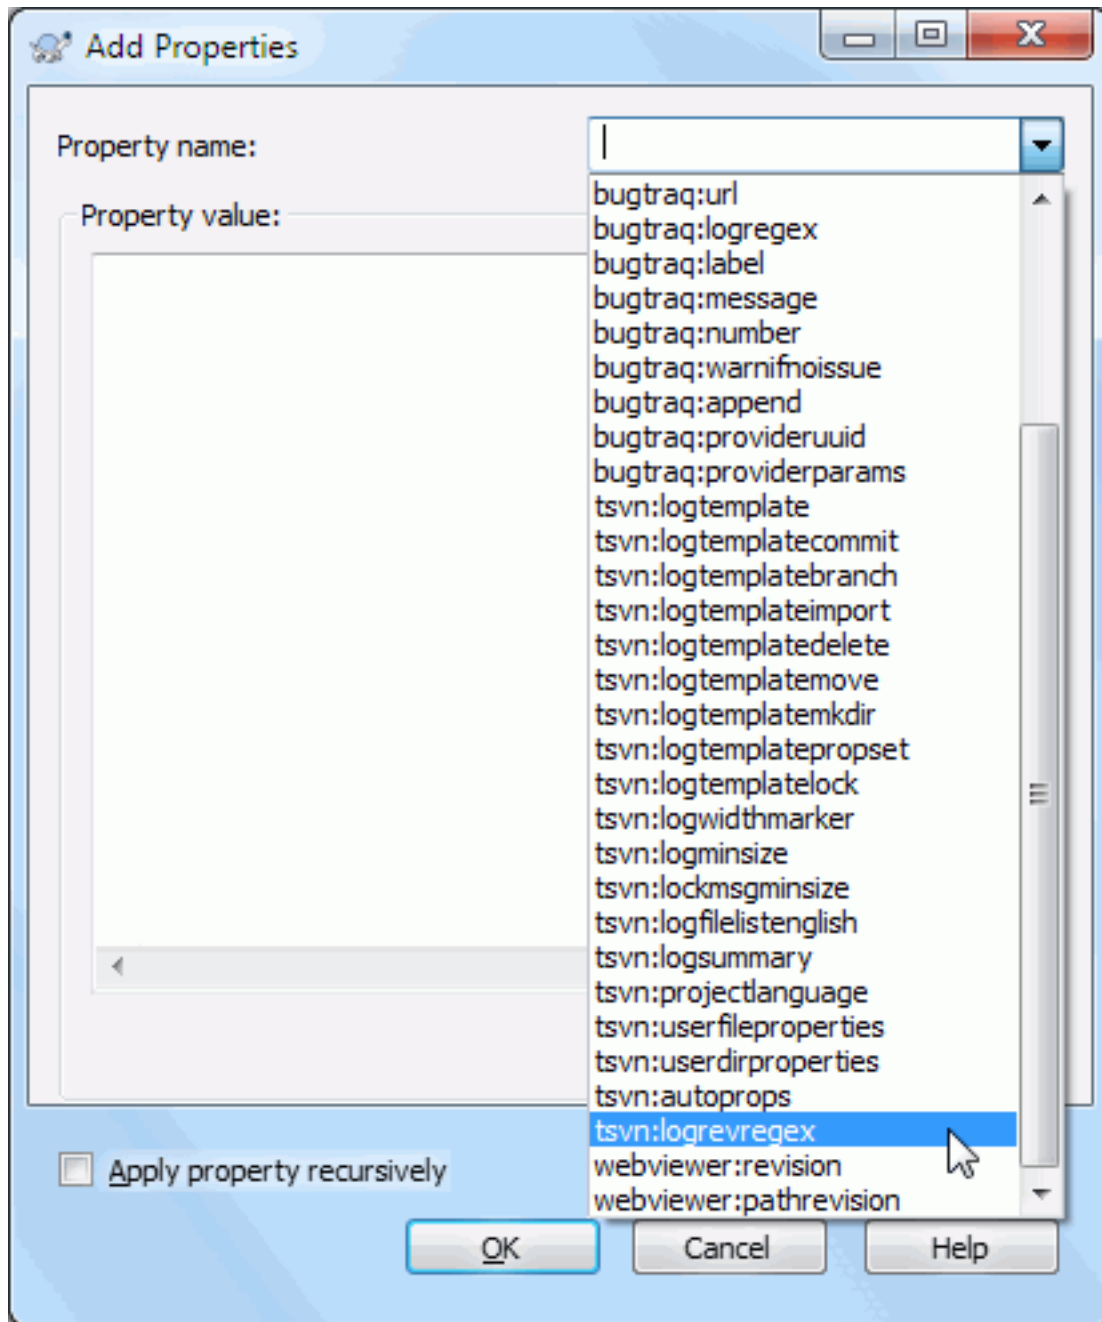 Add Properties
Property name:
Property value:
bugtraq:url
bugtraq:logregex
bugtraq:label
bugtraq:message
bugtraq:number
bugtraq:warnifnoissue
bugtraq:append
bugtraq:provideruuid
bugtraq:providerparams
tsvn:logtemplate
tsvn:logtemplatecommit
tsvn:logtemplatebranch
tsvn:logtemplateimport
tsvn:logtemplatedelete
tsvn:logtemplatemove
tsvn:logtemplatemkdir
tsvn:logtemplatepropset
tsvn:logtemplatelock
tsvn:logwidthmarker
tsvn:logminsize
tsvn:lockmsgminsize
tsvn:logfilelistenglish
tsvn:logsummary
tsvn:projectlanguage
tsvn:userfileproperties
tsvn:userdirproperties
tsvn:autoprops
tsvn:logrevregex
webviewer:revision
webviewer:pathrevision
Apply property recursively
OK Cancel Help